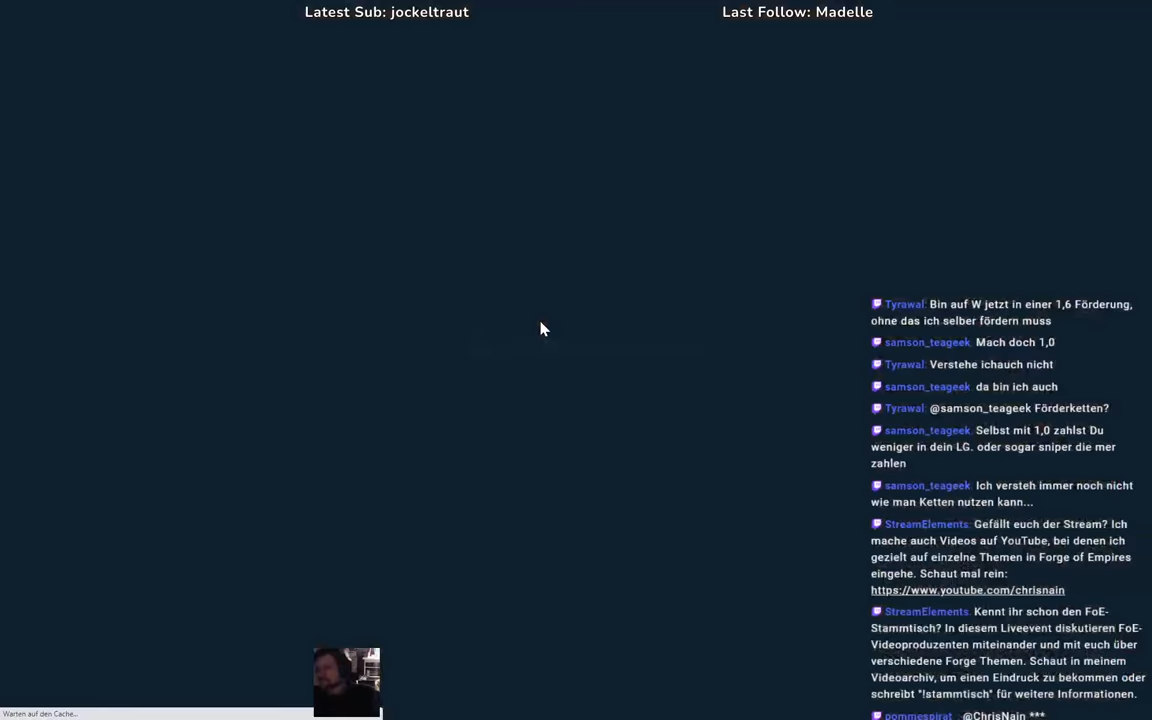 Latest Sub: jockeltraut
Last Follow: Madelle
Tyrawal: Bin auf W jetzt in einer 1,6 Förderung,
ohne das ich selber fördern muss
samson_teageek: Mach doch 1,0
Tyrawal: Verstehe ichauch nicht
samson_teageek: da bin ich auch
Tyrawal: @samson_teageek Förderketten?
samson_teageek: Selbst mit 1,0 zahlst Du
weniger in dein LG. oder sogar sniper die mer
zahlen
samson_teageek: Ich versteh immer noch nicht
wie man Ketten nutzen kann...
StreamElements: Gefällt euch der Stream? Ich
mache auch Videos auf YouTube, bei denen ich
gezielt auf einzelne Themen in Forge of Empires
eingehe. Schaut mal rein:
https://www.youtube.com/chrisnain
StreamElements: Kennt ihr schon den FoE-
Stammtisch? In diesem Liveevent diskutieren FoE-
Videoproduzenten miteinander und mit euch über
verschiedene Forge Themen. Schaut in meinem
Videoarchiv, um einen Eindruck zu bekommen oder
schreibt "!stammtisch" für weitere Informationen.
pommespirat: @ChrisNain ***
Warten auf den Cache...